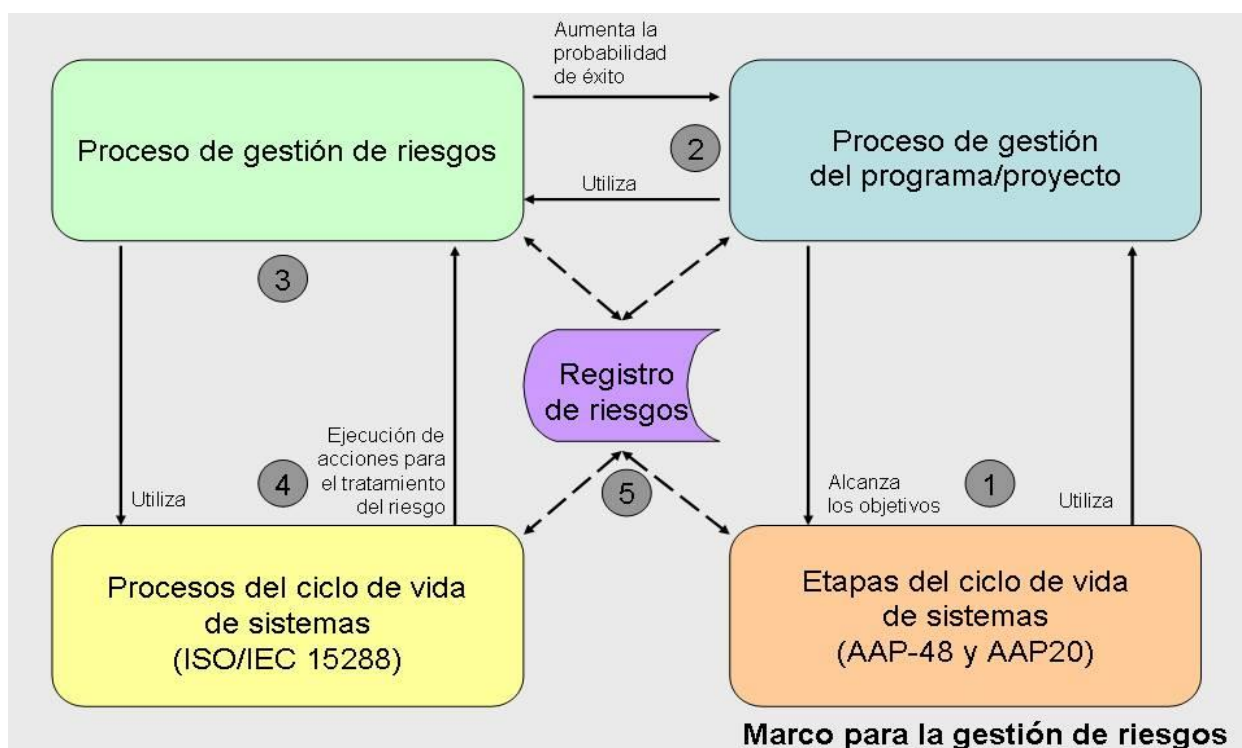 Aumenta la
probabilidad
de éxito
Proceso de gestión de riesgos
2
Utiliza
Proceso de gestión
del programa/proyecto
3
Registro
de riesgos
Ejecución de
acciones para
el tratamiento
del riesgo
4
Utiliza
5
Alcanza
los objetivos
1
Utiliza
Procesos del ciclo de vida
de sistemas
(ISO/IEC 15288)
Etapas del ciclo de vida
de sistemas
(AAP-48 y AAP20)
Marco para la gestión de riesgos